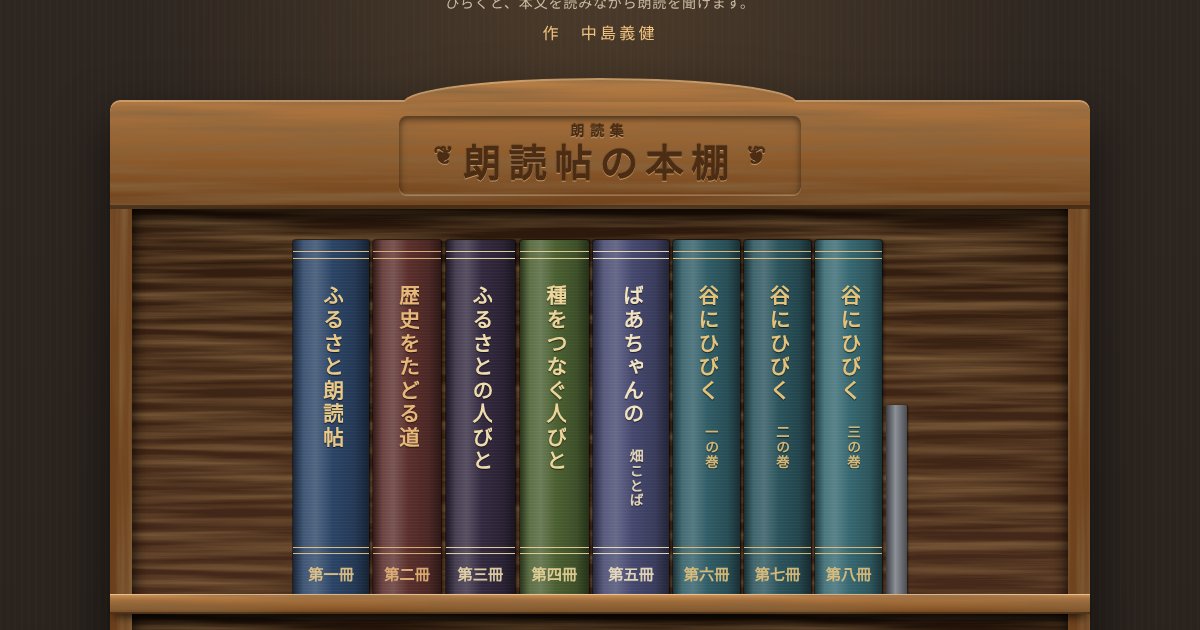 ひらくと、本文を読みながら朗読を聞けます。
作　中島義健
朗読集
❦朗読帖の本棚❦
ふるさと朗読帖
第一冊
歴史をたどる道
第二冊
ふるさとの人びと
第三冊
種をつなぐ人びと
第四冊
ばあちゃんの　畑ことば
第五冊
谷にひびく　一の巻
第六冊
谷にひびく　二の巻
第七冊
谷にひびく　三の巻
第八冊